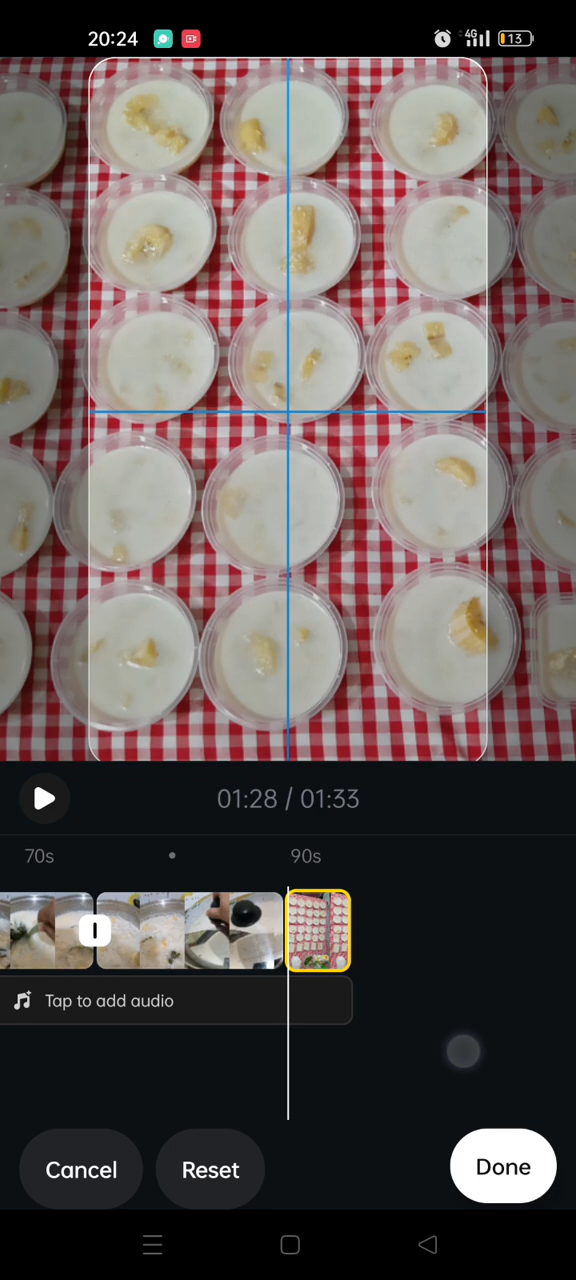 20:24
4G
13
01:28 / 01:33
70s
90s
Tap to add audio
Cancel
Reset
Done